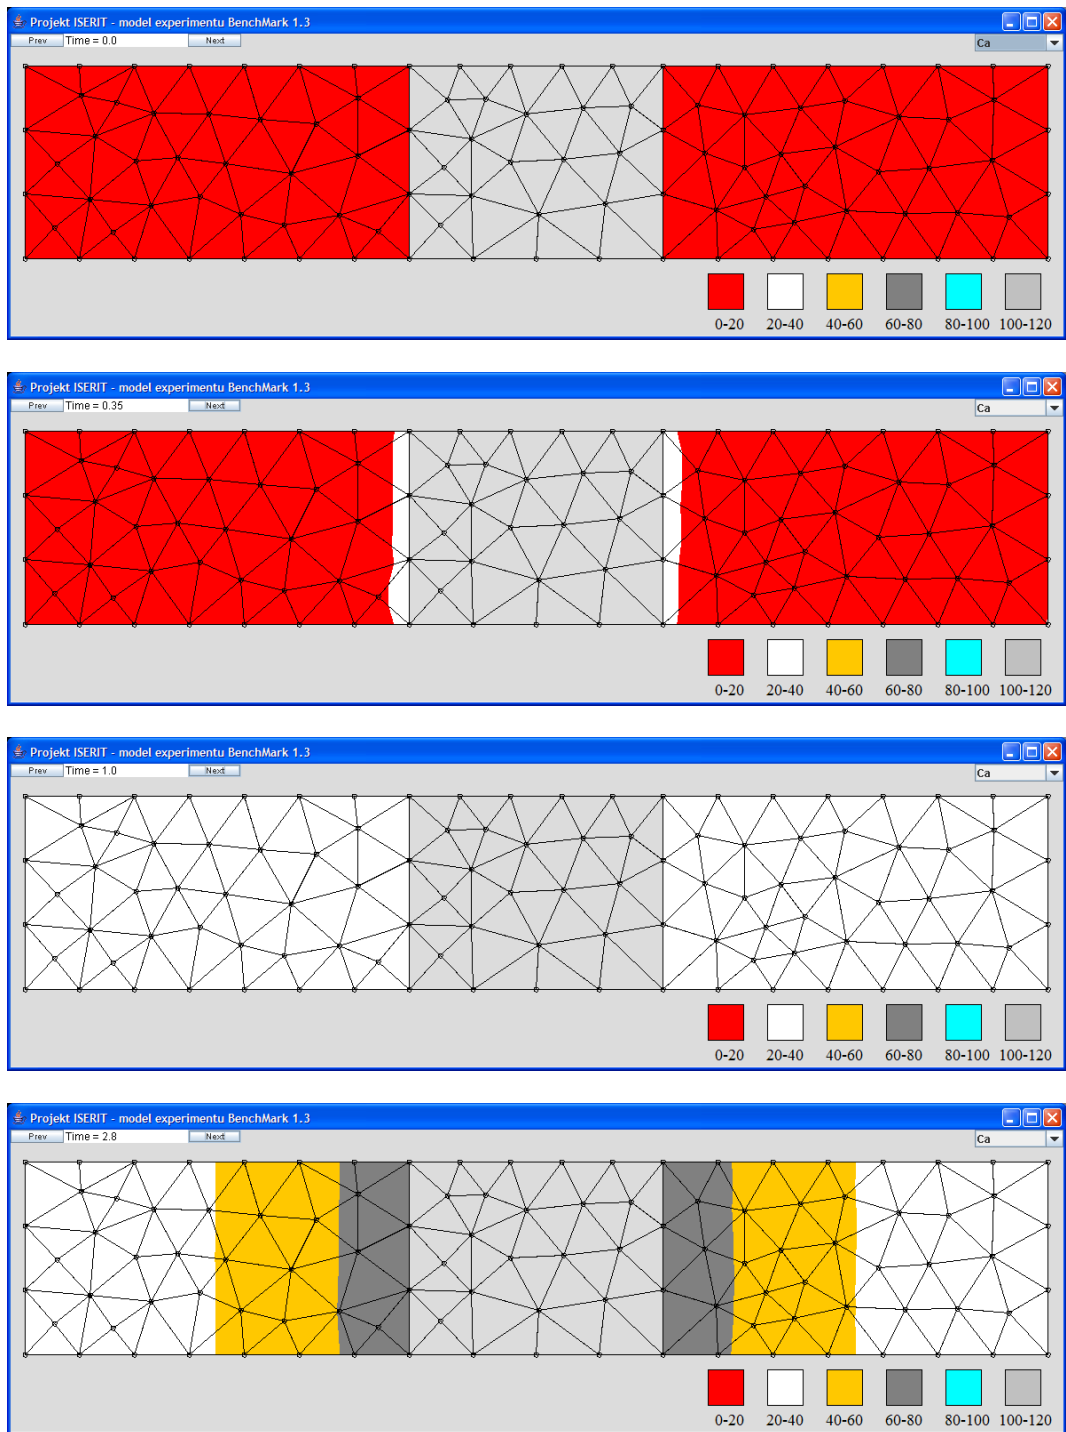 Projekt ISERIT - model experimentu BenchMark 1.3
Prev Time = 0.0 Next Ca
0-20 20-40 40-60 60-80 80-100 100-120
Projekt ISERIT - model experimentu BenchMark 1.3
Prev Time = 0.35 Next Ca
0-20 20-40 40-60 60-80 80-100 100-120
Projekt ISERIT - model experimentu BenchMark 1.3
Prev Time = 1.0 Next Ca
0-20 20-40 40-60 60-80 80-100 100-120
Projekt ISERIT - model experimentu BenchMark 1.3
Prev Time = 2.8 Next Ca
0-20 20-40 40-60 60-80 80-100 100-120